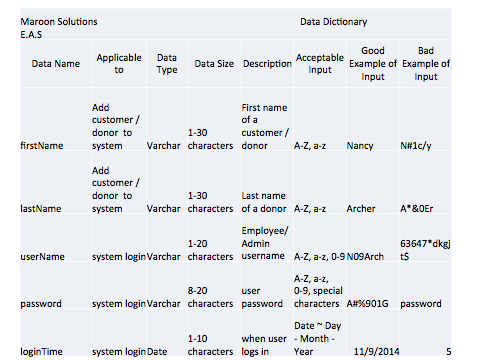 Maroon Solutions Data Dictionary
E.A.S
Data Name Applicable to Data Type Data Size Description Acceptable Input Good Example of Input Bad Example of Input
firstName Add customer / donor to system Varchar 1-30 characters First name of a customer / donor A-Z, a-z Nancy N#1c/y
lastName Add customer / donor to system Varchar 1-30 characters Last name of a donor A-Z, a-z Archer A*&0Er
userName system login Varchar 1-20 characters Employee/ Admin username A-Z, a-z, 0-9 N09Arch 63647*dkgj t$
password system login Varchar 8-20 characters user password A-Z, a-z, 0-9, special characters A#%901G password
loginTime system login Date 1-10 characters when user logs in Date ~ Day - Month - Year 11/9/2014 5